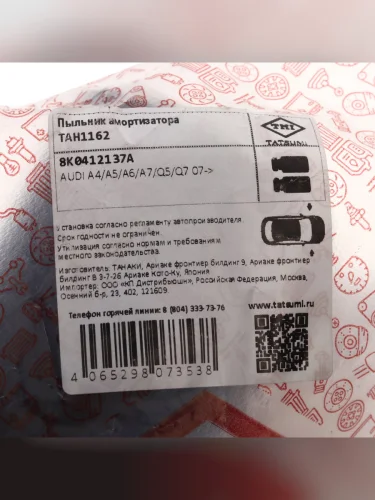 Пыльник амортизатора
TAH1162
TMI
TATSUMI
8K0412137A
AUDI A4/A5/A6/A7/Q5/Q7 07->
Установка согласно регламенту автопроизводителя.
Срок годности не ограничен.
Утилизация согласно нормам и требованиям
местного законодательства.
Изготовитель: ТАНАКИ, Ариаке фронтиер билдинг 9, Ариаке фронтиер
билдинг В 3-7-26 Ариаке Кото-Ку, Япония
Импортер: ООО «КП Дистрибьюшн», Российская Федерация, Москва,
Осенний б-р, 23, 402, 121609
Телефон горячей линии: 8 (804) 333-73-76
www.tatsumi.ru
4 065298 073538